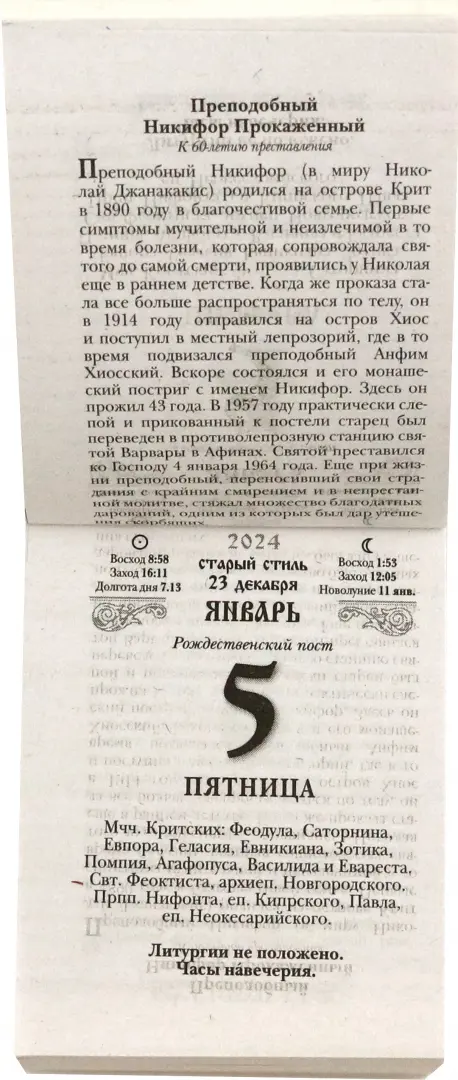 Преподобный
Никифор Прокаженный
К 60-летию преставления
Преподобный Никифор (в миру Нико-
лай Джанакакис) родился на острове Крит
в 1890 году в благочестивой семье. Первые
симптомы мучительной и неизлечимой в то
время болезни, которая сопровождала свя-
того до самой смерти, проявились у Николая
еще в раннем детстве. Когда же проказа ста-
ла все больше распространяться по телу, он
в 1914 году отправился на остров Хиос
и поступил в местный лепрозорий, где в то
время подвизался преподобный Анфим
Хиосский. Вскоре состоялся и его монаше-
ский постриг с именем Никифор. Здесь он
прожил 43 года. В 1957 году практически сле-
пой и прикованный к постели старец был
переведен в противолепрозную станцию свя-
той Варвары в Афинах. Святой преставился
ко Господу 4 января 1964 года. Еще при жиз-
ни преподобный, переносивший свои стра-
дания с крайним смирением и в непрестан-
ной молитве, стяжал множество благодатных
дарований, одним из которых был дар утеше-
ния скорбящих.
2024
Восход 8:58
Заход 16:11
Долгота дня 7.13
старый стиль
23 декабря
Восход 1:53
Заход 12:05
Новолуние 11 янв.
ЯНВАРЬ
Рождественский пост
5
ПЯТНИЦА
Мчч. Критских: Феодула, Саторнина,
Евпора, Геласия, Евникиана, Зотика,
Помпия, Агафопуса, Василида и Евареста,
Свт. Феоктиста, архиеп. Новгородского.
Прпп. Нифонта, еп. Кипрского, Павла,
еп. Неокесарийского.
Литургии не положено.
Часы на́вечерия.